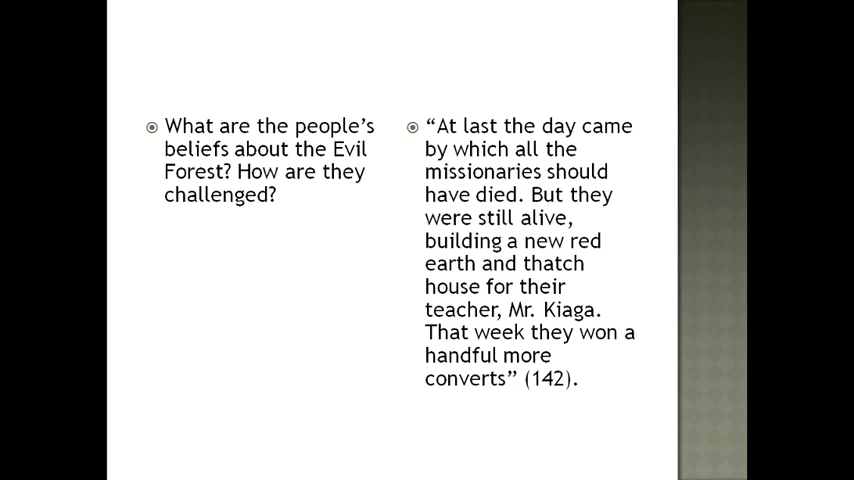 What are the people’s
beliefs about the Evil
Forest? How are they
challenged?
“At last the day came
by which all the
missionaries should
have died. But they
were still alive,
building a new red
earth and thatch
house for their
teacher, Mr. Kiaga.
That week they won a
handful more
converts” (142).